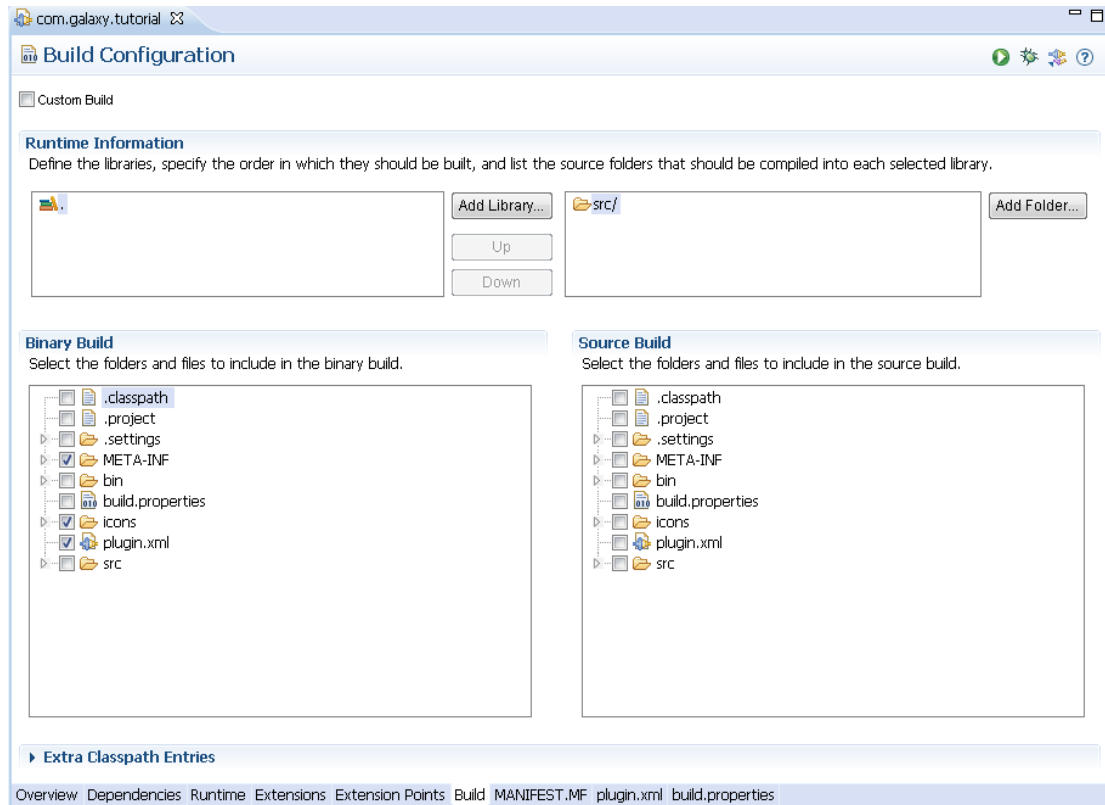 com.galaxy.tutorial
Build Configuration
Custom Build
Runtime Information
Define the libraries, specify the order in which they should be built, and list the source folders that should be compiled into each selected library.
.
Add Library...
Up
Down
src/
Add Folder...
Binary Build
Select the folders and files to include in the binary build.
.classpath
.project
.settings
META-INF
bin
build.properties
icons
plugin.xml
src
Source Build
Select the folders and files to include in the source build.
.classpath
.project
.settings
META-INF
bin
build.properties
icons
plugin.xml
src
Extra Classpath Entries
Overview Dependencies Runtime Extensions Extension Points Build MANIFEST.MF plugin.xml build.properties